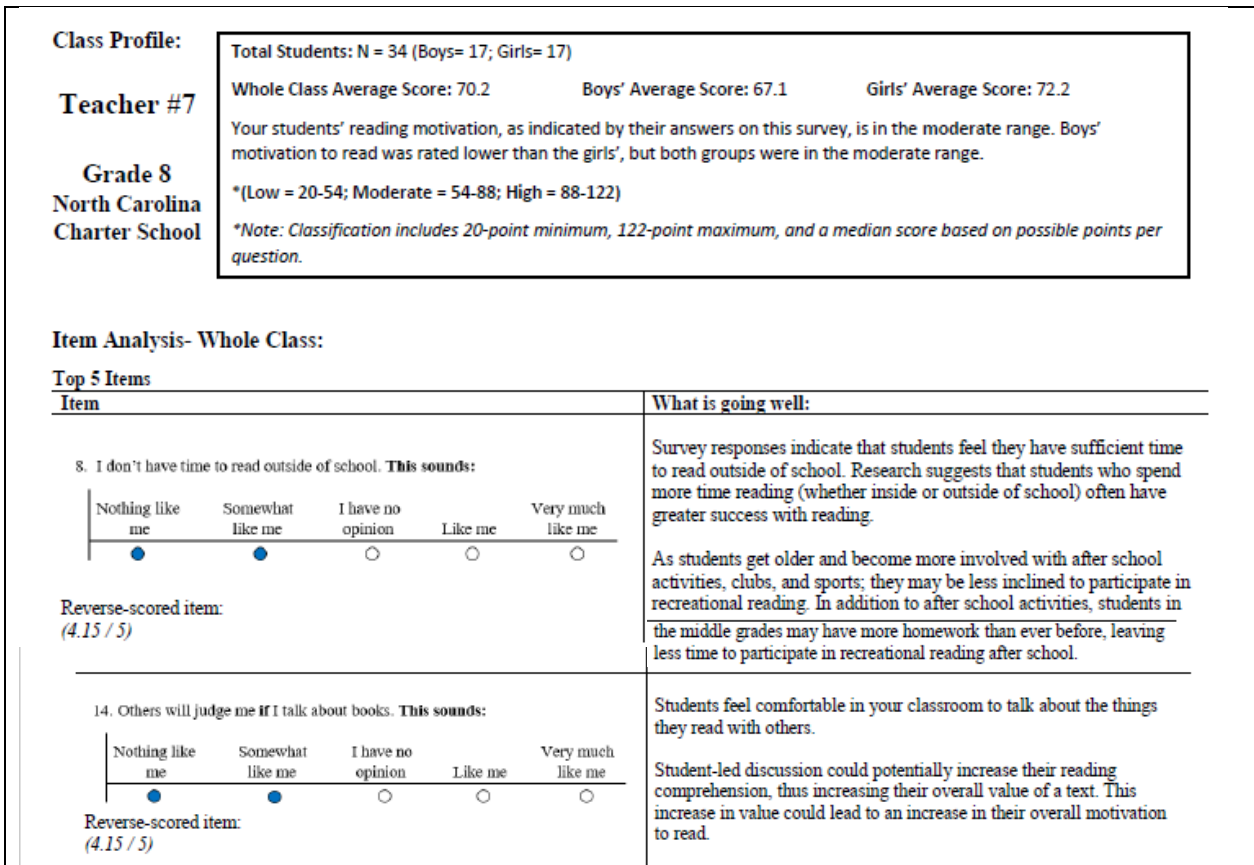 Class Profile:
Teacher #7
Grade 8
North Carolina
Charter School
Total Students: N = 34 (Boys= 17; Girls= 17)
Whole Class Average Score: 70.2 Boys' Average Score: 67.1 Girls' Average Score: 72.2
Your students' reading motivation, as indicated by their answers on this survey, is in the moderate range. Boys'
motivation to read was rated lower than the girls', but both groups were in the moderate range.
*(Low = 20-54; Moderate = 54-88; High = 88-122)
*Note: Classification includes 20-point minimum, 122-point maximum, and a median score based on possible points per
question.
Item Analysis- Whole Class:
Top 5 Items
Item
What is going well:
8. I don't have time to read outside of school. This sounds:
Nothing like me
Somewhat like me
I have no opinion
Like me
Very much like me
Reverse-scored item:
(4.15 / 5)
Survey responses indicate that students feel they have sufficient time
to read outside of school. Research suggests that students who spend
more time reading (whether inside or outside of school) often have
greater success with reading.
As students get older and become more involved with after school
activities, clubs, and sports; they may be less inclined to participate in
recreational reading. In addition to after school activities, students in
the middle grades may have more homework than ever before, leaving
less time to participate in recreational reading after school.
14. Others will judge me if I talk about books. This sounds:
Nothing like me
Somewhat like me
I have no opinion
Like me
Very much like me
Reverse-scored item:
(4.15 / 5)
Students feel comfortable in your classroom to talk about the things
they read with others.
Student-led discussion could potentially increase their reading
comprehension, thus increasing their overall value of a text. This
increase in value could lead to an increase in their overall motivation
to read.